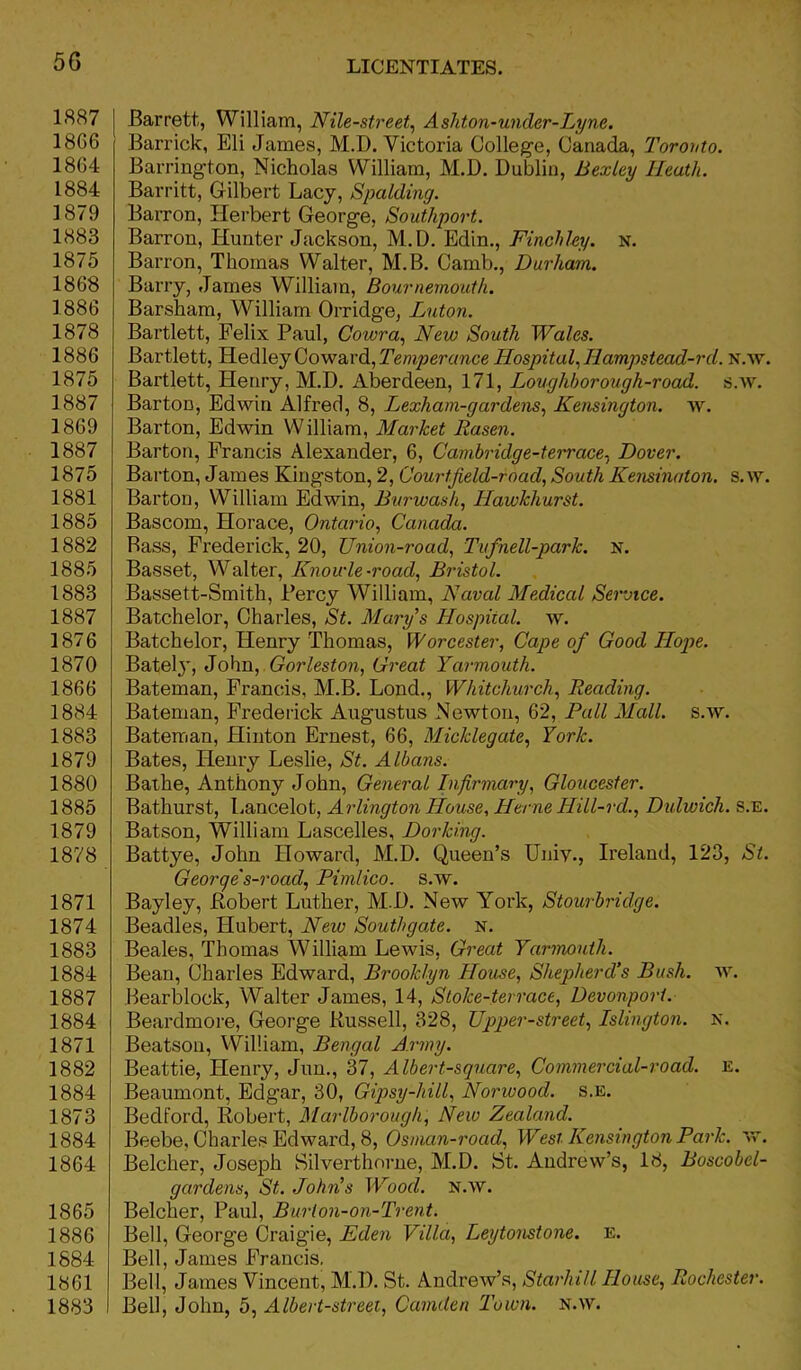 56
LICENTIATES.
1887 Barrett, William, Nile-street, Ashton-under-Lyne.
1866 Barrick, Eli James, M.D. Victoria College, Canada, Toronto.
1864 Barrington, Nicholas William, M.D. Dublin, Bexley Heath.
1884 Barritt, Gilbert Lacy, Spalding.
1879 Barron, Herbert George, Southport.
1883 Barron, Hunter Jackson, M.D. Edin., Finchley. N.
1875 Barron, Thomas Walter, M.B. Camb., Durham.
1868 Barry, James William, Bournemouth.
1886 Barsham, William Orridge, Luton.
1878 Bartlett, Felix Paul, Cowra, New South Wales.
1886 Bartlett, Hedley Coward, Temperance Hospital, Hampstead-rd. N.W.
1875 Bartlett, Henry, M.D. Aberdeen, 171, Loughborough-road. S.W.
1887 Barton, Edwin Alfred, 8, Lexham-gardens, Kensington. W.
1869 Barton, Edwin William, Market Rasen.
1887 Barton, Francis Alexander, 6, Cambridge-terrace, Dover.
1875 Barton, James Kingston, 2, Courtfield-road, South Kensington. S.W.
1881 Barton, William Edwin, Burwash, Hawkhurst.
1885 Bascom, Horace, Ontario, Canada.
1882 Bass, Frederick, 20, Union-road, Tufnell-park. N.
1885 Basset, Walter, Knowle-road, Bristol.
1883 Bassett-Smith, Percy William, Naval Medical Service.
1887 Batchelor, Charles, St. Mary's Hospital. W.
1876 Batchelor, Henry Thomas, Worcester, Cape of Good Hope.
1870 Bately, John, Gorleston, Great Yarmouth.
1866 Bateman, Francis, M.B. Lond., Whitchurch, Reading.
1884 Bateman, Frederick Augustus Newton, 62, Pall Mall. S.W.
1883 Bateman, Hinton Ernest, 66, Micklegate, York.
1879 Bates, Henry Leslie, St. Albans.
1880 Bathe, Anthony John, General Infirmary, Gloucester.
1885 Bathurst, Lancelot, Arlington House, Herne Hill-rd., Dulwich. S.E.
1879 Batson, William Lascelles, Dorking.
1878 Battye, John Howard, M.D. Queen's Univ., Ireland, 123, St.
George's-road, Pimlico. S.W.
1871 Bayley, Robert Luther, M.D. New York, Stourbridge.
1874 Beadles, Hubert, New Southgate. N.
1883 Beales, Thomas William Lewis, Great Yarmouth.
1884 Bean, Charles Edward, Brooklyn House, Shepherd's Bush. W.
1887 Bearblock, Walter James, 14, Stoke-terrace, Devonport.
1884 Beardmore, George Russell, 328, Upper-street, Islington. N.
1871 Beatson, William, Bengal Army.
1882 Beattie, Henry, Jun., 37, Albert-square, Commercial-road. E.
1884 Beaumont, Edgar, 30, Gipsy-hill, Norwood. S.E.
1873 Bedford, Robert, Marlborough, New Zealand.
1884 Beebe, Charles Edward, 8, Osman-road, West Kensington Park. W.
1864 Belcher, Joseph Silverthorne, M.D. St. Andrew's, 18, Boscobel-
gardens, St. John's Wood. N.W.
1865 Belcher, Paul, Burton-on-Trent.
1886 Bell, George Craigie, Eden Villa, Leytonstone. E.
1884 Bell, James Francis.
1861 Bell, James Vincent, M.D. St. Andrew's, Starhill House, Rochester.
1883 Bell, John, 5, Albert-street, Camden Town. N.W.